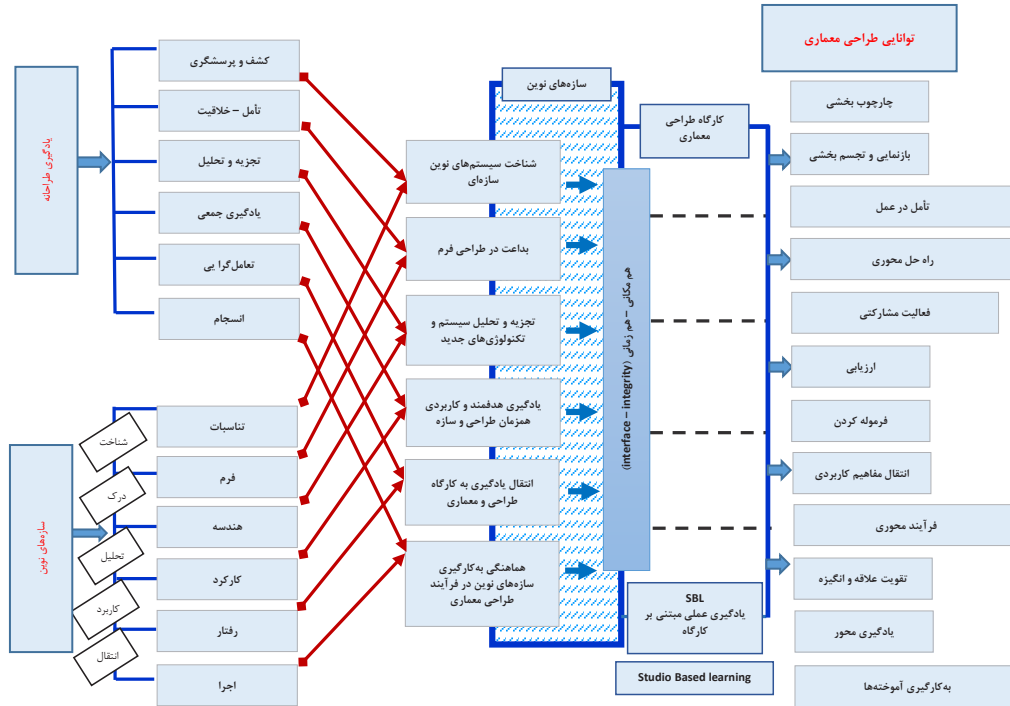 توانایی طراحی معماری
چارچوب بخشی
بازنمایی و تجسم بخشی
تأمل در عمل
راه حل محوری
فعالیت مشارکتی
ارزیابی
فرموله کردن
انتقال مفاهیم کاربردی
فرآیند محوری
تقویت علاقه و انگیزه
یادگیری محور
به‌کارگیری آموخته‌ها
کارگاه طراحی
معماری
SBL
یادگیری عملی مبتنی بر
کارگاه
Studio Based learning
سازه‌های نوین
هم مکانی – هم زمانی (interface – integrity)
شناخت سیستم‌های نوین
سازه‌ای
بداعت در طراحی فرم
تجزیه و تحلیل سیستم و
تکنولوژی‌های جدید
یادگیری هدفمند و کاربردی
همزمان طراحی و سازه
انتقال یادگیری به کارگاه
طراحی و معماری
هماهنگی به‌کارگیری
سازه‌های نوین در فرآیند
طراحی معماری
کشف و پرسشگری
تأمل – خلاقیت
تجزیه و تحلیل
یادگیری جمعی
تعامل‌گرا یی
انسجام
یادگیری طراحانه
تناسبات
فرم
هندسه
کارکرد
رفتار
اجرا
شناخت
درک
تحلیل
کاربرد
انتقال
سازه‌های نوین